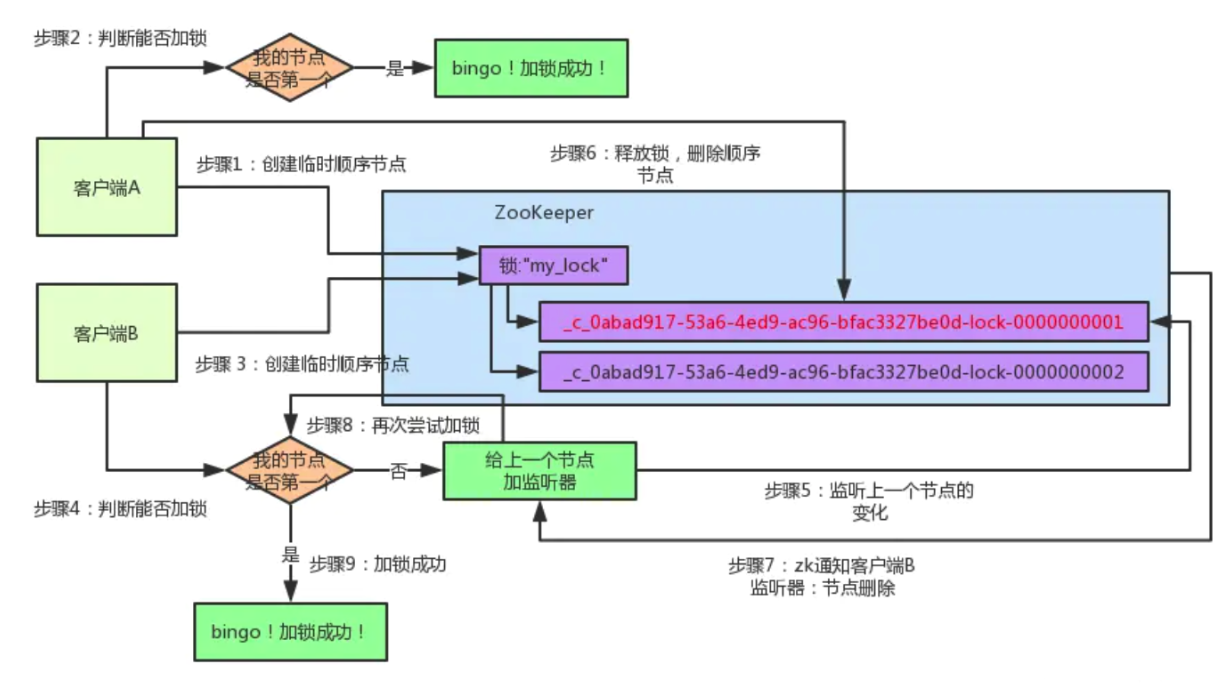 步骤2：判断能否加锁
我的节点
是否第一个
是
bingo！加锁成功！
客户端A
步骤1：创建临时顺序节点
步骤6：释放锁，删除顺序
节点
ZooKeeper
锁:"my_lock"
_c_0abad917-53a6-4ed9-ac96-bfac3327be0d-lock-0000000001
_c_0abad917-53a6-4ed9-ac96-bfac3327be0d-lock-0000000002
客户端B
步骤 3：创建临时顺序节点
步骤8：再次尝试加锁
我的节点
是否第一个
否
给上一个节点
加监听器
步骤4：判断能否加锁
步骤5：监听上一个节点的
变化
是
步骤9：加锁成功
步骤7：zk通知客户端B
监听器：节点删除
bingo！加锁成功！